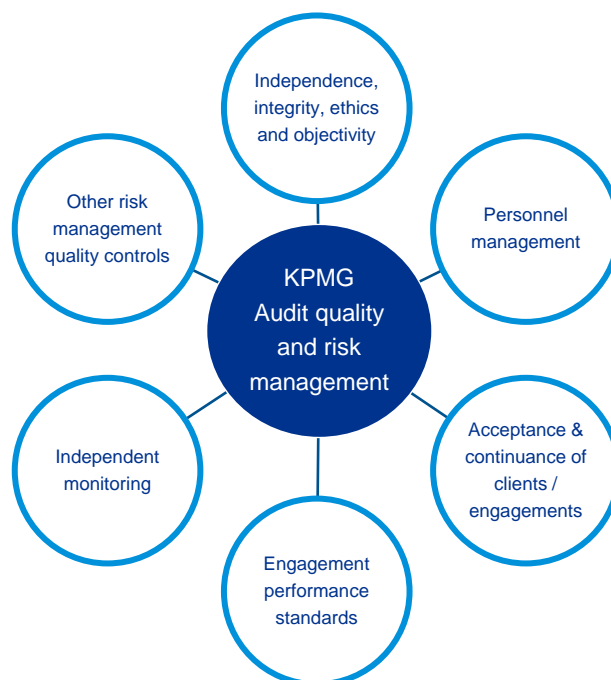 Independence,
integrity, ethics
and objectivity
Other risk
management
quality controls
Personnel
management
KPMG
Audit quality
and risk
management
Independent
monitoring
Acceptance &
continuance of
clients /
engagements
Engagement
performance
standards